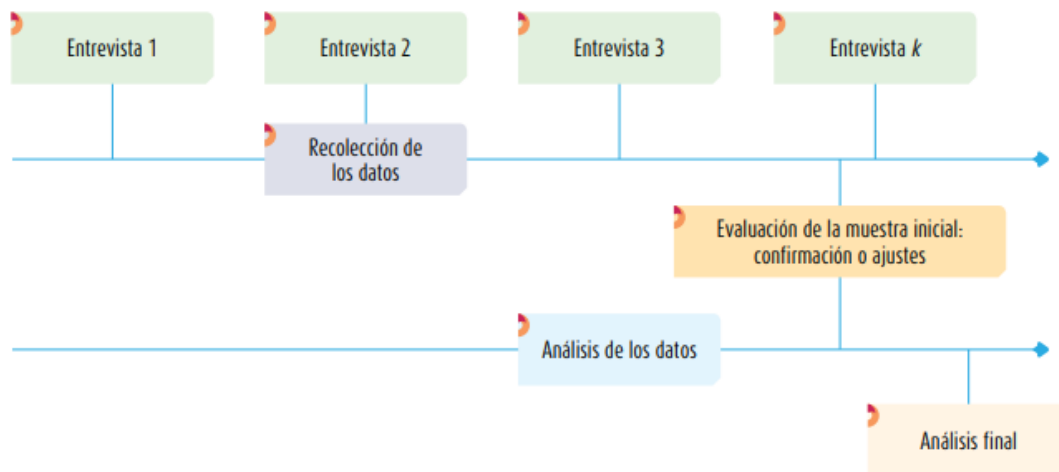 Entrevista 1
Entrevista 2
Entrevista 3
Entrevista k
Recolección de
los datos
Evaluación de la muestra inicial:
confirmación o ajustes
Análisis de los datos
Análisis final